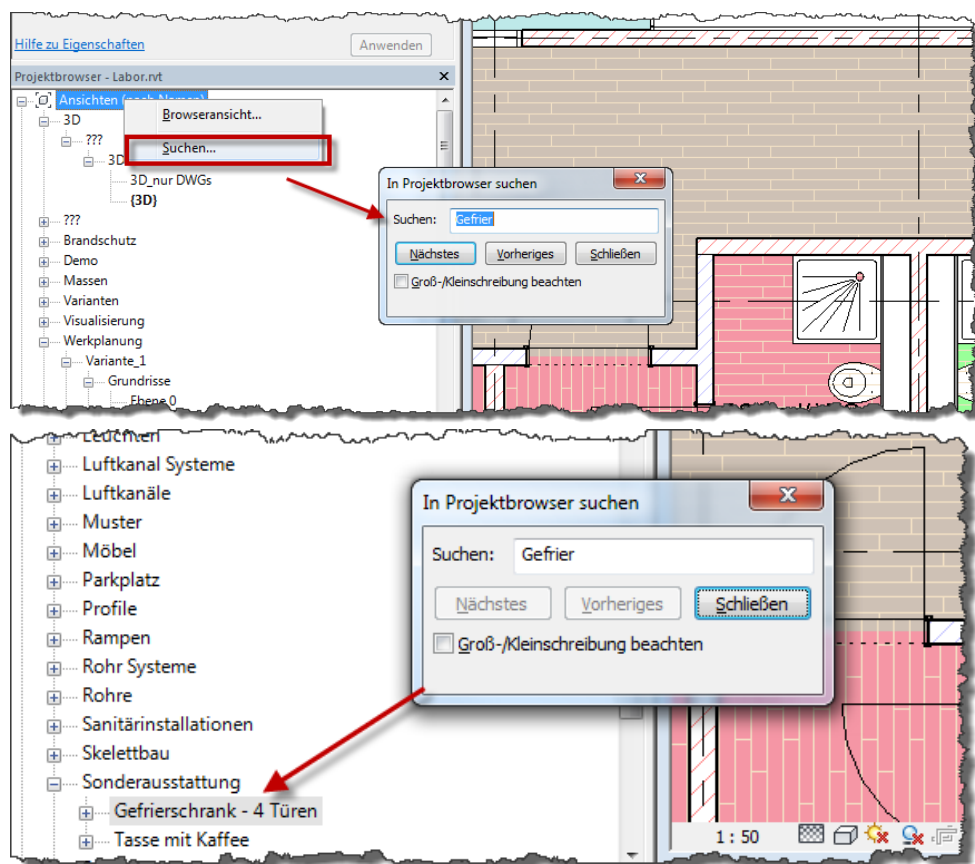 Hilfe zu Eigenschaften
Anwenden
Projektbrowser - Labor.rvt
Ansichten (nach Namen)
Browseransicht...
3D
???
Suchen...
3D
3D_nur DWGs
{3D}
???
Brandschutz
Demo
Massen
Varianten
Visualisierung
Werkplanung
Variante_1
Grundrisse
Ebene 0
In Projektbrowser suchen
Suchen: Gefrier
Nächstes Vorheriges Schließen
Groß-/Kleinschreibung beachten
Leuchten
Luftkanal Systeme
Luftkanäle
Muster
Möbel
Parkplatz
Profile
Rampen
Rohr Systeme
Rohre
Sanitärinstallationen
Skelettbau
Sonderausstattung
Gefrierschrank - 4 Türen
Tasse mit Kaffee
In Projektbrowser suchen
Suchen: Gefrier
Nächstes Vorheriges Schließen
Groß-/Kleinschreibung beachten
1 : 50